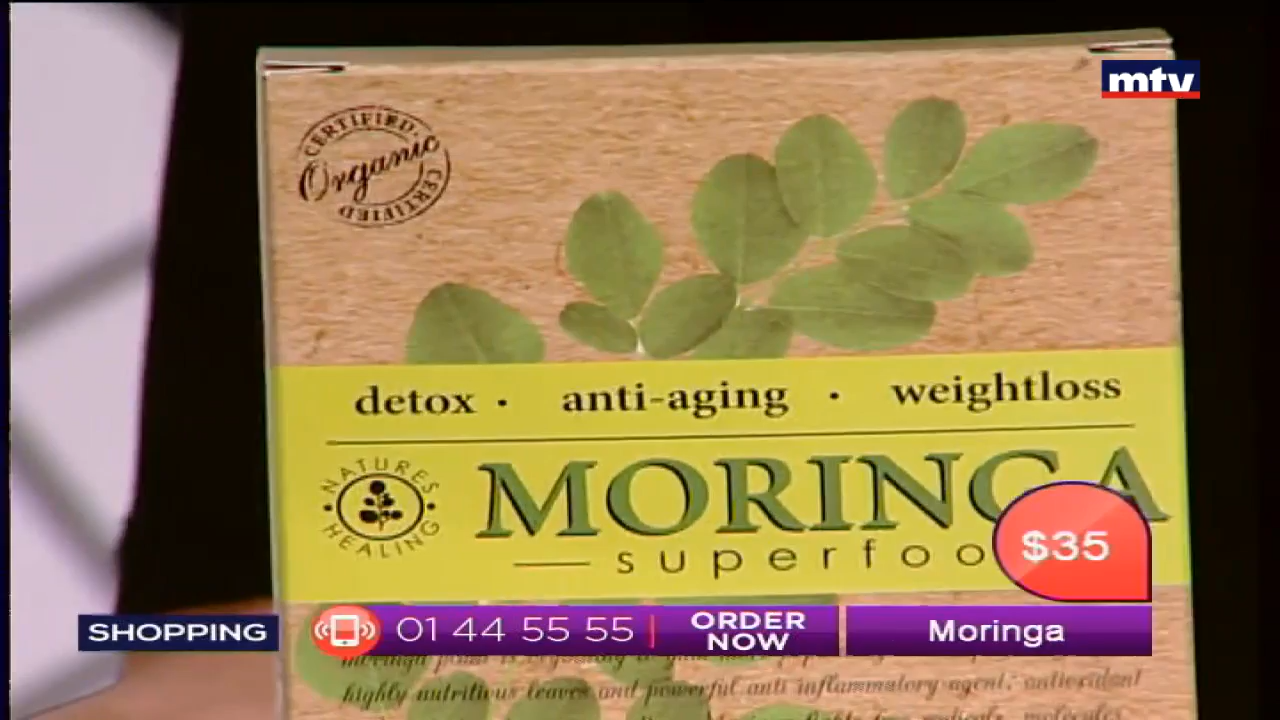 mtv
CERTIFIED
Organic
CERTIFIED
detox · anti-aging · weightloss
NATURES
HEALING
MORINGA
superfoo
$35
SHOPPING
01 44 55 55
ORDER
NOW
Moringa
highly nutritious leaves and powerful anti inflammatory agent, antioxidant